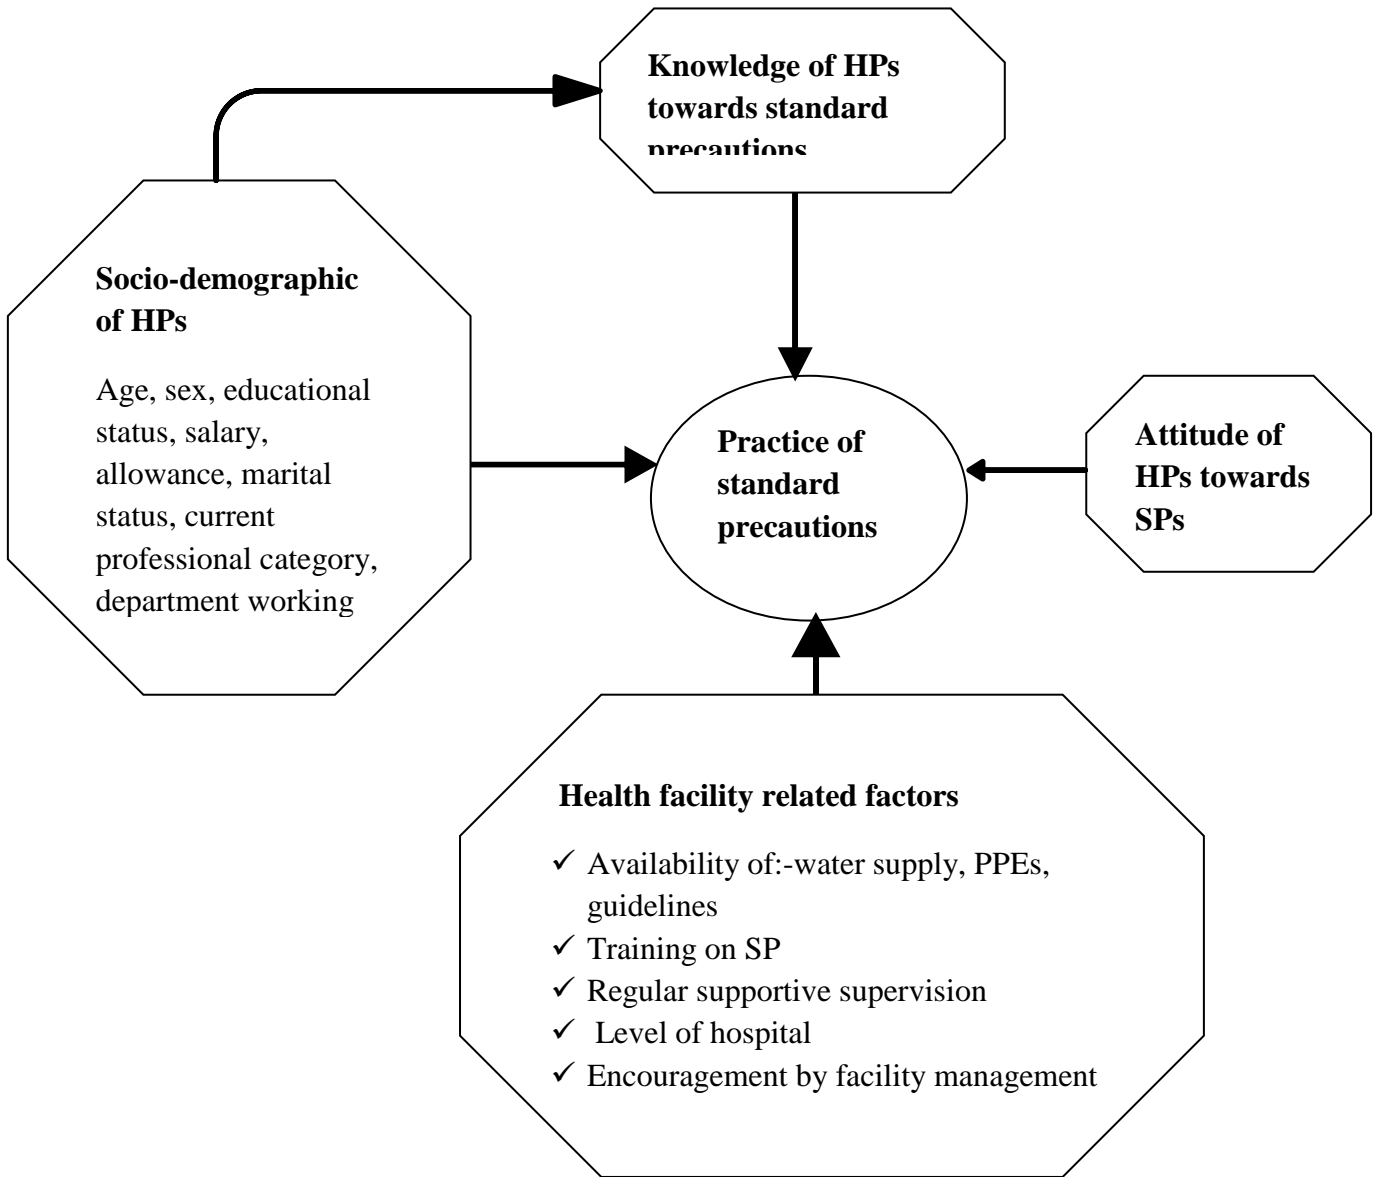 Knowledge of HPs
towards standard
precautions
Socio-demographic
of HPs
Age, sex, educational
status, salary,
allowance, marital
status, current
professional category,
department working
Practice of
standard
precautions
Attitude of
HPs towards
SPs
Health facility related factors
✓ Availability of:-water supply, PPEs,
guidelines
✓ Training on SP
✓ Regular supportive supervision
✓ Level of hospital
✓ Encouragement by facility management